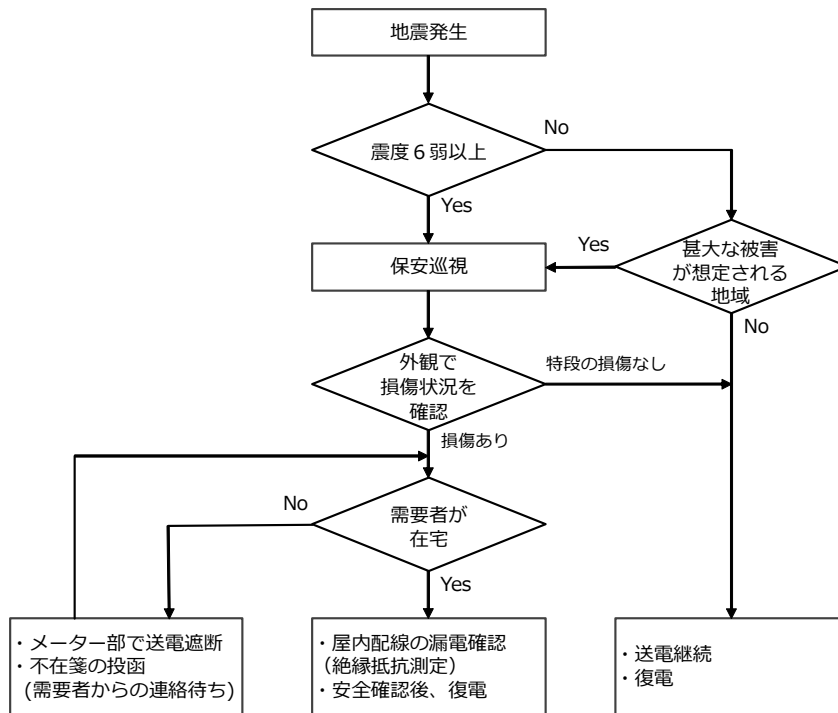 地震発生
震度６弱以上
No
Yes
保安巡視
Yes
甚大な被害
が想定される
地域
No
外観で
損傷状況を
確認
特段の損傷なし
損傷あり
No
需要者が
在宅
Yes
・メーター部で送電遮断
・不在箋の投函
(需要者からの連絡待ち)
・屋内配線の漏電確認
（絶縁抵抗測定）
・安全確認後、復電
・送電継続
・復電